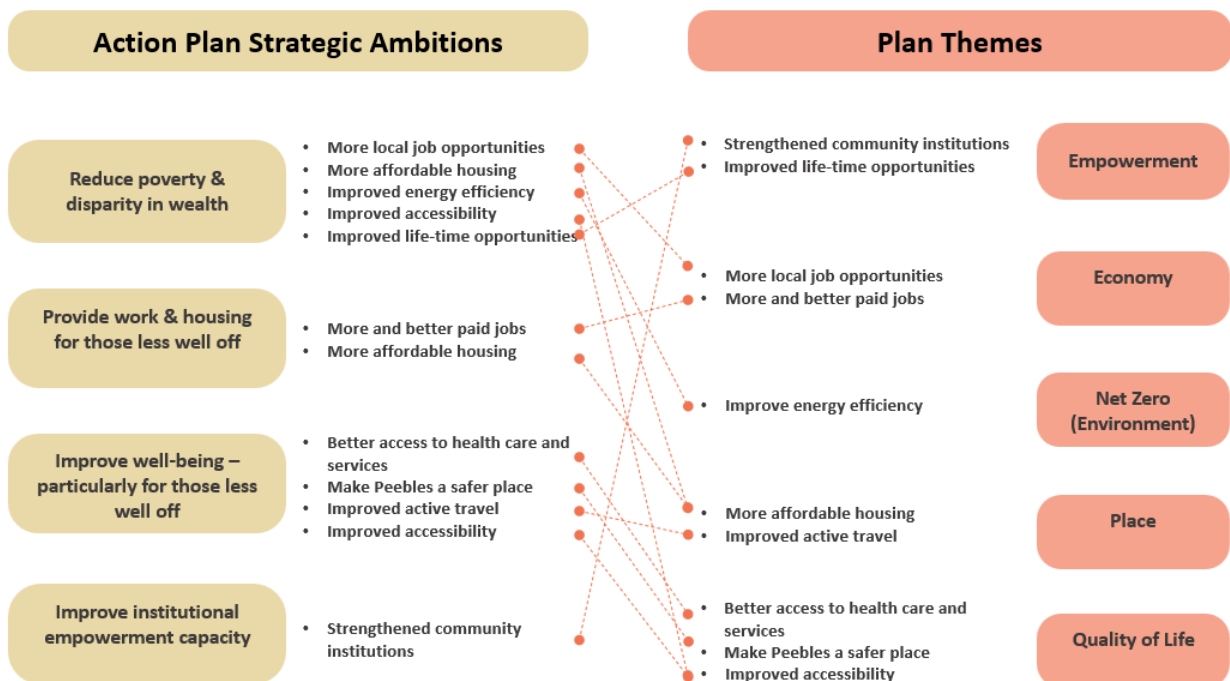 Action Plan Strategic Ambitions
Plan Themes
Reduce poverty &
disparity in wealth
• More local job opportunities
• More affordable housing
• Improved energy efficiency
• Improved accessibility
• Improved life-time opportunities
Provide work & housing
for those less well off
• More and better paid jobs
• More affordable housing
Improve well-being –
particularly for those less
well off
• Better access to health care and
services
• Make Peebles a safer place
• Improved active travel
• Improved accessibility
Improve institutional
empowerment capacity
• Strengthened community
institutions
• Strengthened community institutions
• Improved life-time opportunities
Empowerment
• More local job opportunities
• More and better paid jobs
Economy
• Improve energy efficiency
Net Zero
(Environment)
• More affordable housing
• Improved active travel
Place
• Better access to health care and
services
• Make Peebles a safer place
• Improved accessibility
Quality of Life